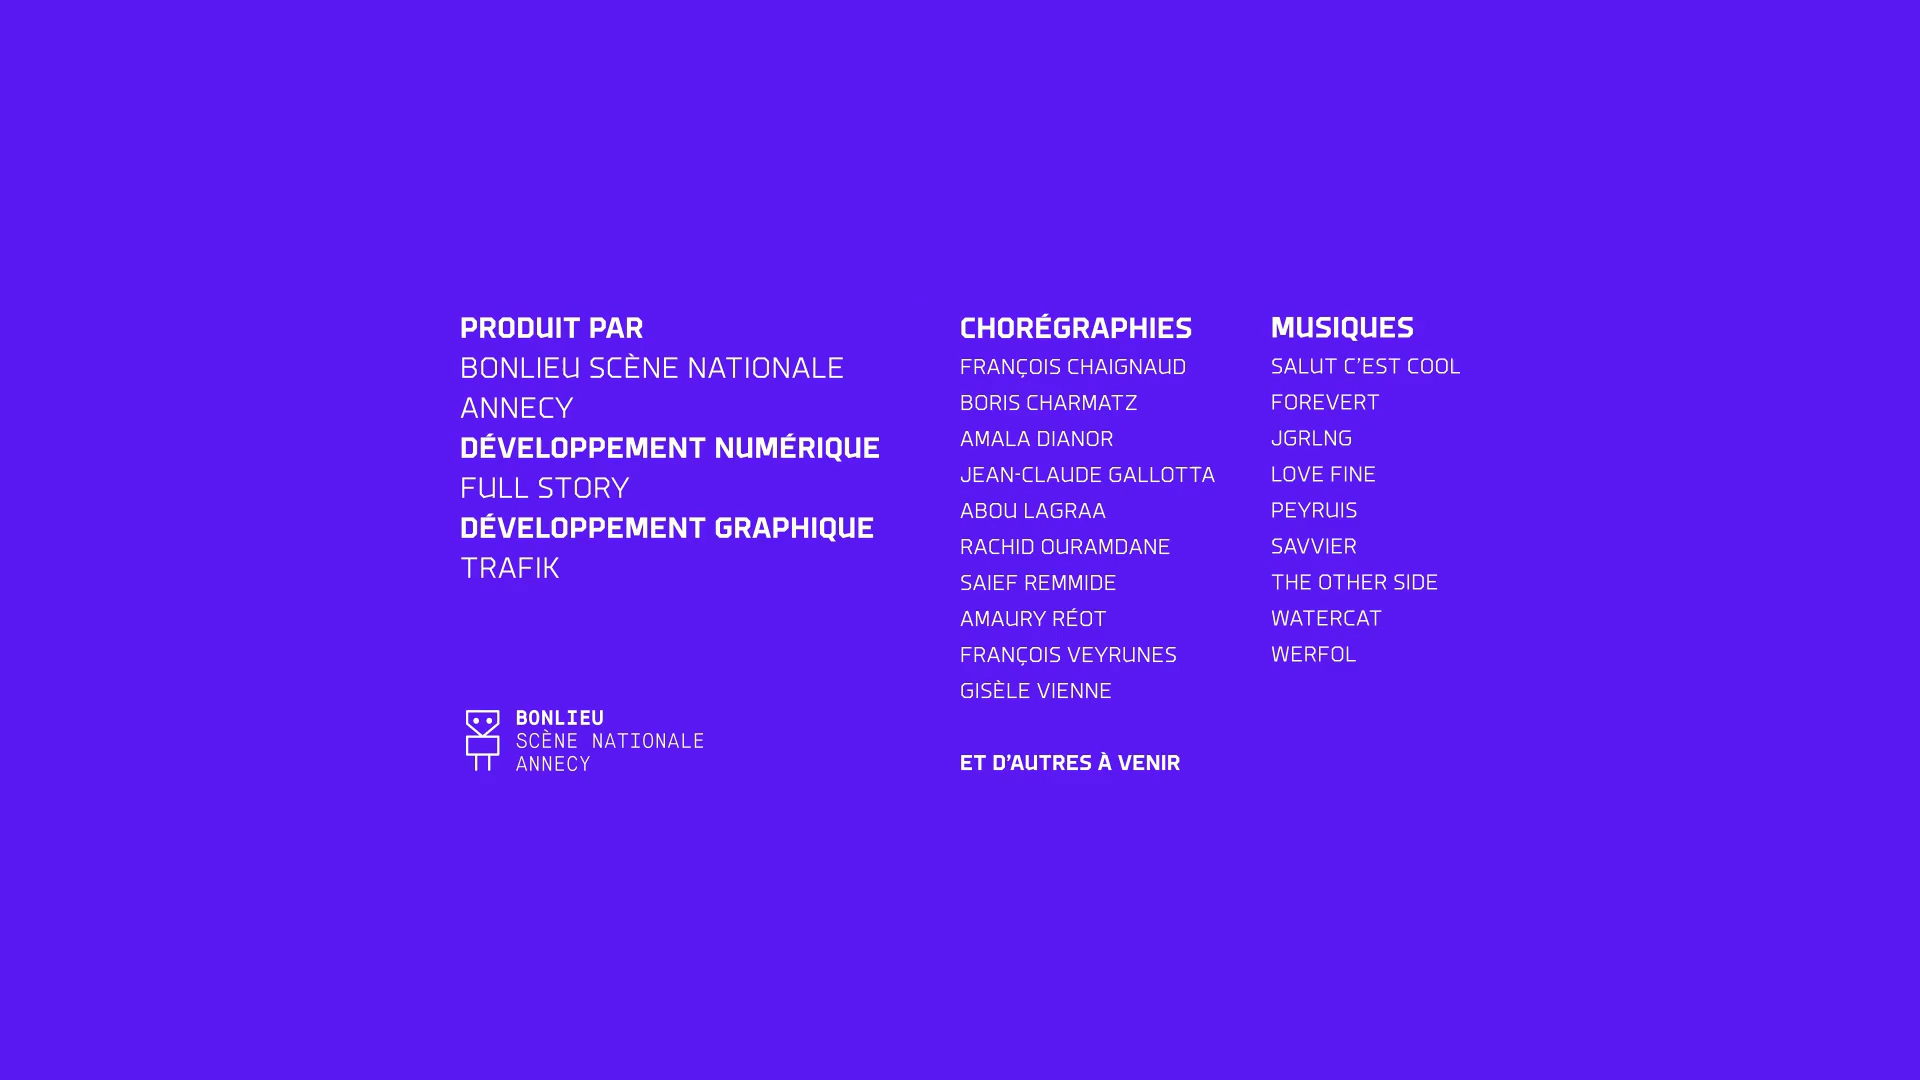 PRODUIT PAR
BONLIEU SCÈNE NATIONALE
ANNECY
DÉVELOPPEMENT NUMÉRIQUE
FULL STORY
DÉVELOPPEMENT GRAPHIQUE
TRAFIK
BONLIEU
SCÈNE NATIONALE
ANNECY
CHORÉGRAPHIES
FRANÇOIS CHAIGNAUD
BORIS CHARMATZ
AMALA DIANOR
JEAN-CLAUDE GALLOTTA
ABOU LAGRAA
RACHID OURAMDANE
SAIEF REMMIDE
AMAURY RÉOT
FRANÇOIS VEYRUNES
GISÈLE VIENNE
ET D’AUTRES À VENIR
MUSIQUES
SALUT C’EST COOL
FOREVERT
JGRLNG
LOVE FINE
PEYRUIS
SAVVIER
THE OTHER SIDE
WATERCAT
WERFOL